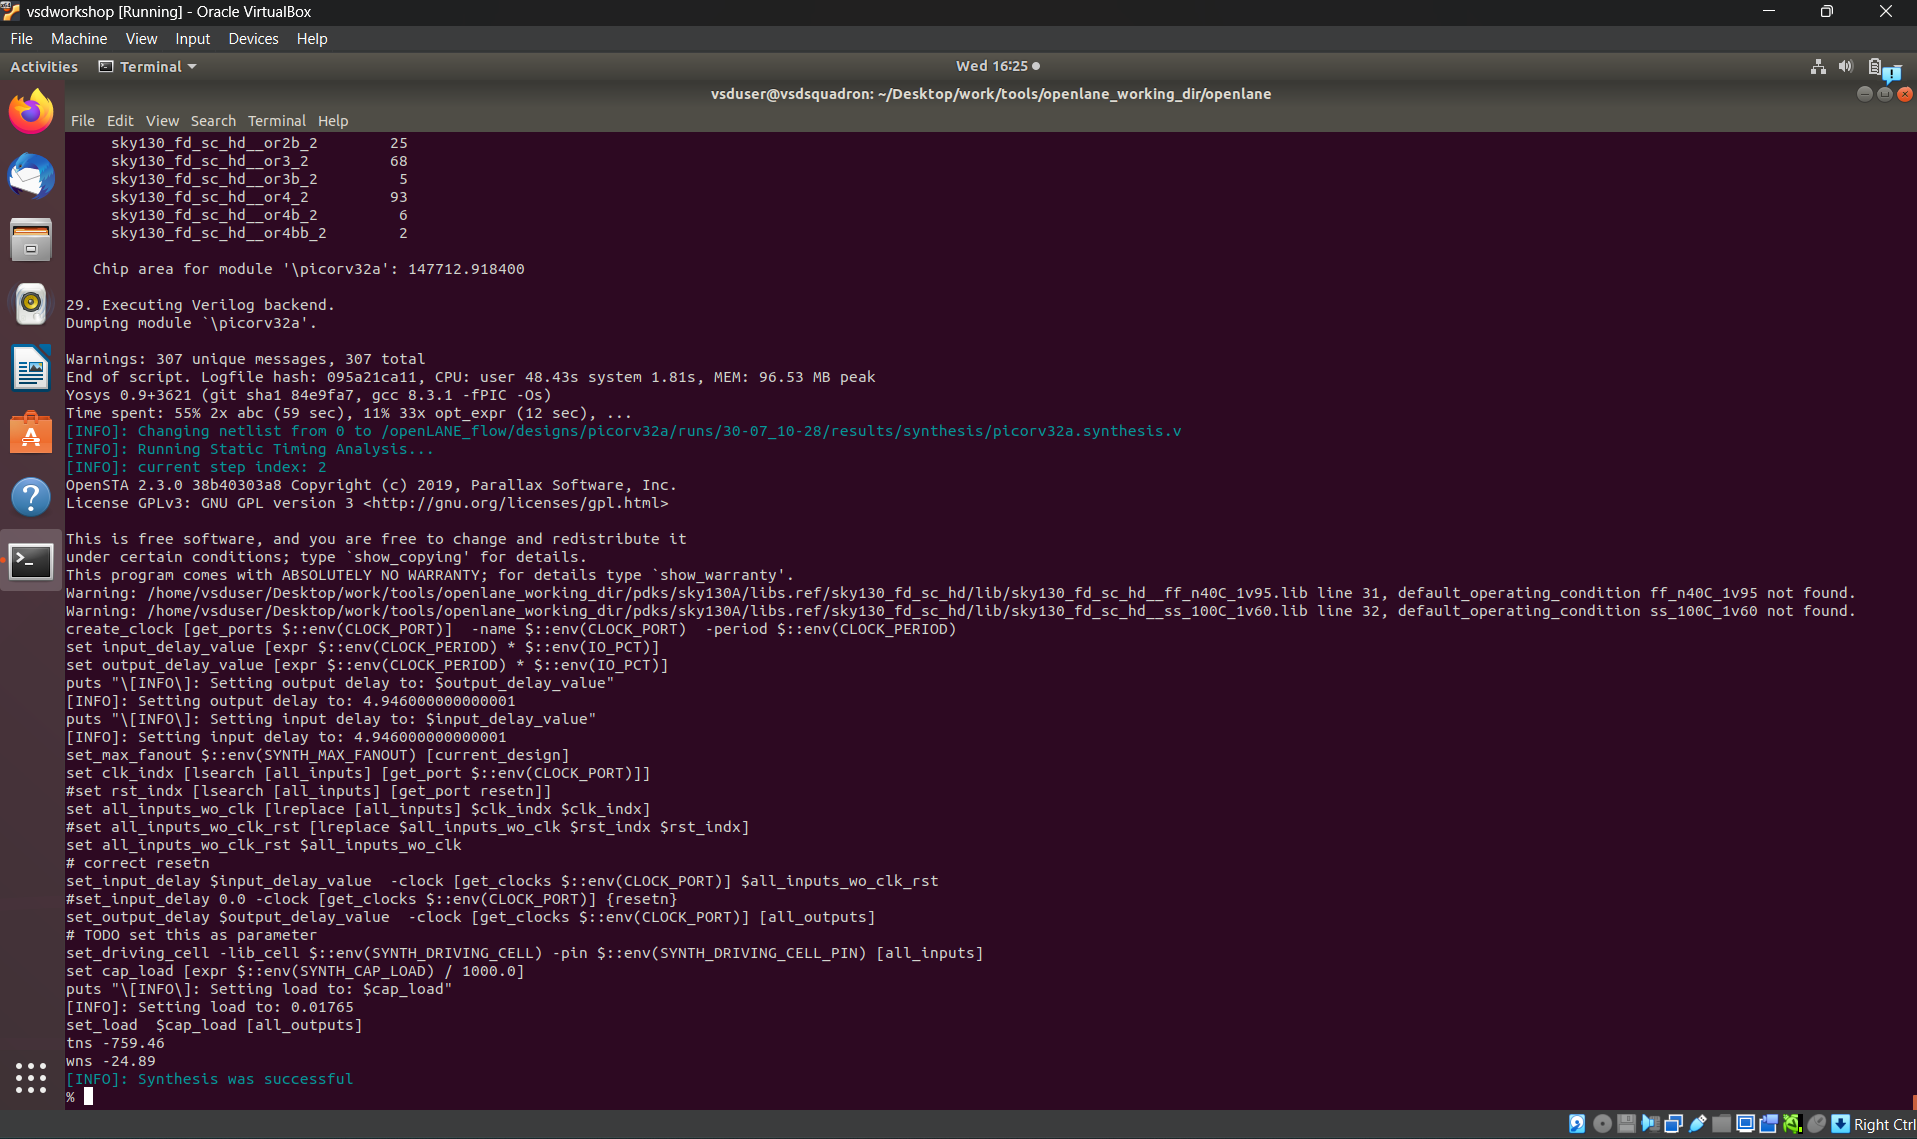 vsdworkshop [Running] - Oracle VirtualBox
File Machine View Input Devices Help
Activities Terminal Wed 16:25
vsduser@vsdsquadron: ~/Desktop/work/tools/openlane_working_dir/openlane
File Edit View Search Terminal Help
sky130_fd_sc_hd__or2b_2 25
sky130_fd_sc_hd__or3_2 68
sky130_fd_sc_hd__or3b_2 5
sky130_fd_sc_hd__or4_2 93
sky130_fd_sc_hd__or4b_2 6
sky130_fd_sc_hd__or4bb_2 2
Chip area for module '\picorv32a': 147712.918400
29. Executing Verilog backend.
Dumping module `\picorv32a'.
Warnings: 307 unique messages, 307 total
End of script. Logfile hash: 095a21ca11, CPU: user 48.43s system 1.81s, MEM: 96.53 MB peak
Yosys 0.9+3621 (git sha1 84e9fa7, gcc 8.3.1 -fPIC -Os)
Time spent: 55% 2x abc (59 sec), 11% 33x opt_expr (12 sec), ...
[INFO]: Changing netlist from 0 to /openLANE_flow/designs/picorv32a/runs/30-07_10-28/results/synthesis/picorv32a.synthesis.v
[INFO]: Running Static Timing Analysis...
[INFO]: current step index: 2
OpenSTA 2.3.0 38b40303a8 Copyright (c) 2019, Parallax Software, Inc.
License GPLv3: GNU GPL version 3 <http://gnu.org/licenses/gpl.html>
This is free software, and you are free to change and redistribute it
under certain conditions; type `show_copying' for details.
This program comes with ABSOLUTELY NO WARRANTY; for details type `show_warranty'.
Warning: /home/vsduser/Desktop/work/tools/openlane_working_dir/pdks/sky130A/libs.ref/sky130_fd_sc_hd/lib/sky130_fd_sc_hd__ff_n40C_1v95.lib line 31, default_operating_condition ff_n40C_1v95 not found.
Warning: /home/vsduser/Desktop/work/tools/openlane_working_dir/pdks/sky130A/libs.ref/sky130_fd_sc_hd/lib/sky130_fd_sc_hd__ss_100C_1v60.lib line 32, default_operating_condition ss_100C_1v60 not found.
create_clock [get_ports $::env(CLOCK_PORT)]  -name $::env(CLOCK_PORT)  -period $::env(CLOCK_PERIOD)
set input_delay_value [expr $::env(CLOCK_PERIOD) * $::env(IO_PCT)]
set output_delay_value [expr $::env(CLOCK_PERIOD) * $::env(IO_PCT)]
puts "\[INFO\]: Setting output delay to: $output_delay_value"
[INFO]: Setting output delay to: 4.946000000000001
puts "\[INFO\]: Setting input delay to: $input_delay_value"
[INFO]: Setting input delay to: 4.946000000000001
set_max_fanout $::env(SYNTH_MAX_FANOUT) [current_design]
set clk_indx [lsearch [all_inputs] [get_port $::env(CLOCK_PORT)]]
#set rst_indx [lsearch [all_inputs] [get_port resetn]]
set all_inputs_wo_clk [lreplace [all_inputs] $clk_indx $clk_indx]
#set all_inputs_wo_clk_rst [lreplace $all_inputs_wo_clk $rst_indx $rst_indx]
set all_inputs_wo_clk_rst $all_inputs_wo_clk
# correct resetn
set_input_delay $input_delay_value  -clock [get_clocks $::env(CLOCK_PORT)] $all_inputs_wo_clk_rst
#set_input_delay 0.0 -clock [get_clocks $::env(CLOCK_PORT)] {resetn}
set_output_delay $output_delay_value  -clock [get_clocks $::env(CLOCK_PORT)] [all_outputs]
# TODO set this as parameter
set_driving_cell -lib_cell $::env(SYNTH_DRIVING_CELL) -pin $::env(SYNTH_DRIVING_CELL_PIN) [all_inputs]
set cap_load [expr $::env(SYNTH_CAP_LOAD) / 1000.0]
puts "\[INFO\]: Setting load to: $cap_load"
[INFO]: Setting load to: 0.01765
set_load  $cap_load [all_outputs]
tns -759.46
wns -24.89
[INFO]: Synthesis was successful
%
Right Ctrl